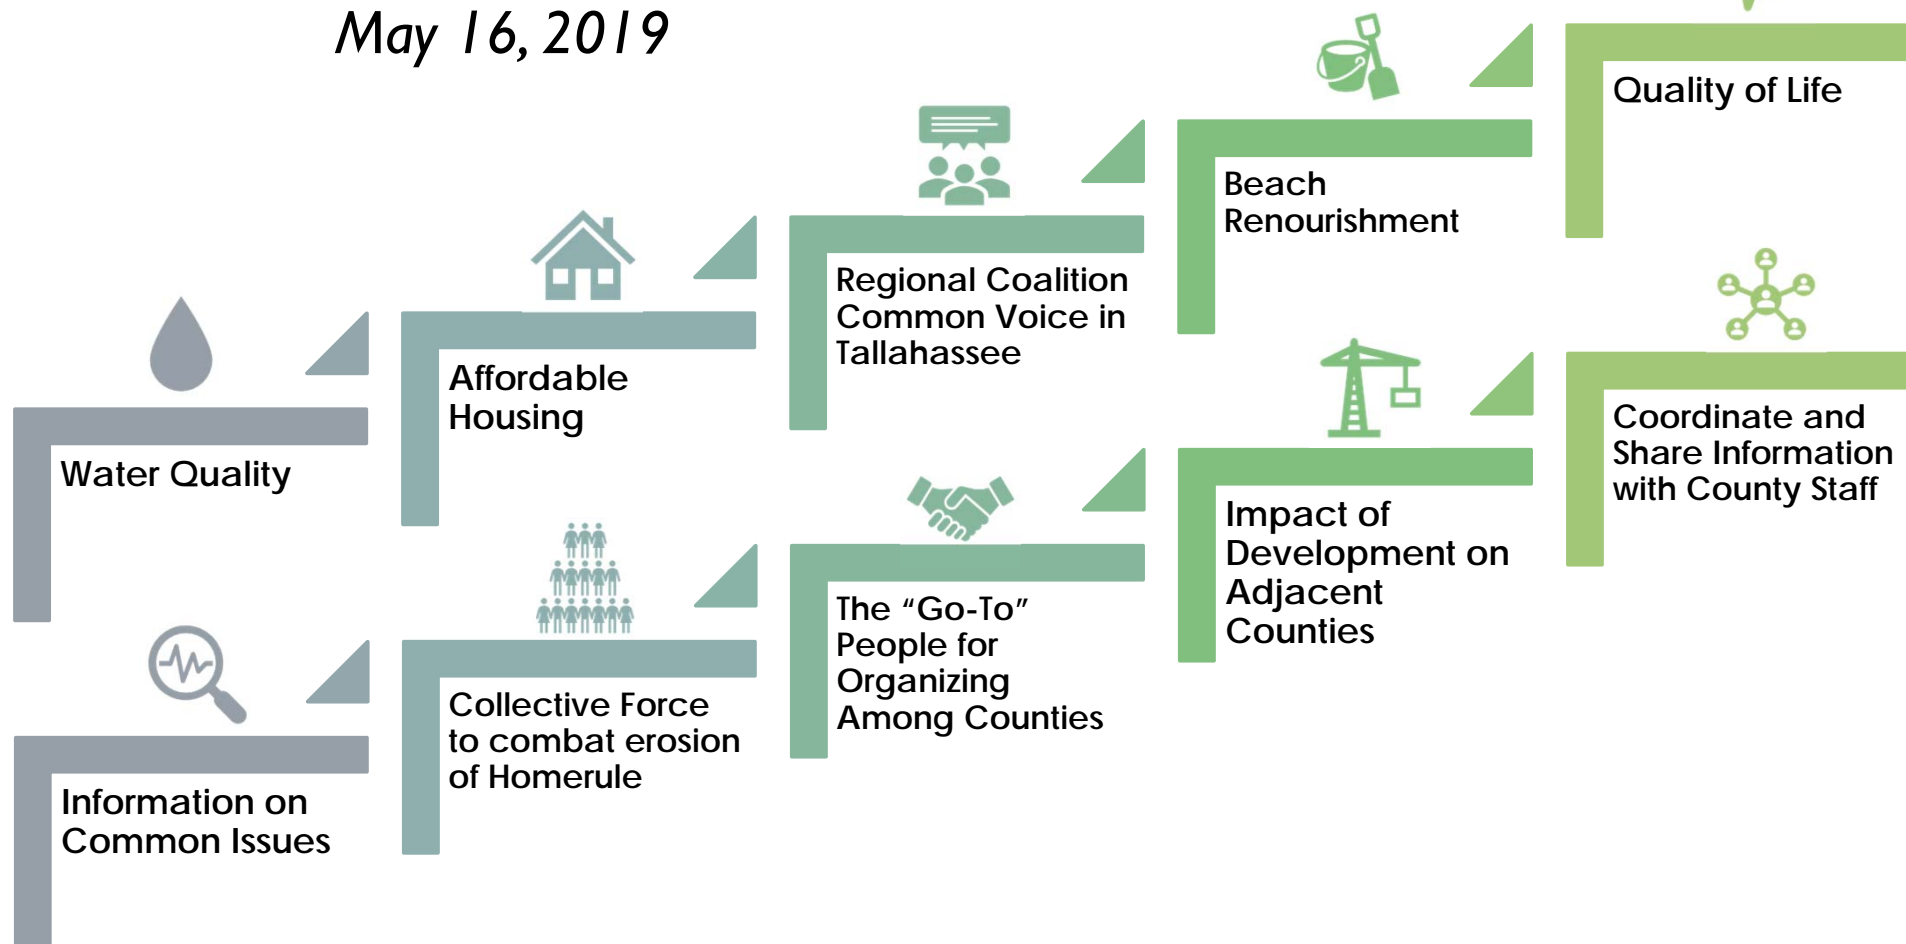 May 16, 2019
Water Quality
Affordable
Housing
Regional Coalition
Common Voice in
Tallahassee
Beach
Renourishment
Quality of Life
Information on
Common Issues
Collective Force
to combat erosion
of Homerule
The “Go-To”
People for
Organizing
Among Counties
Impact of
Development on
Adjacent
Counties
Coordinate and
Share Information
with County Staff